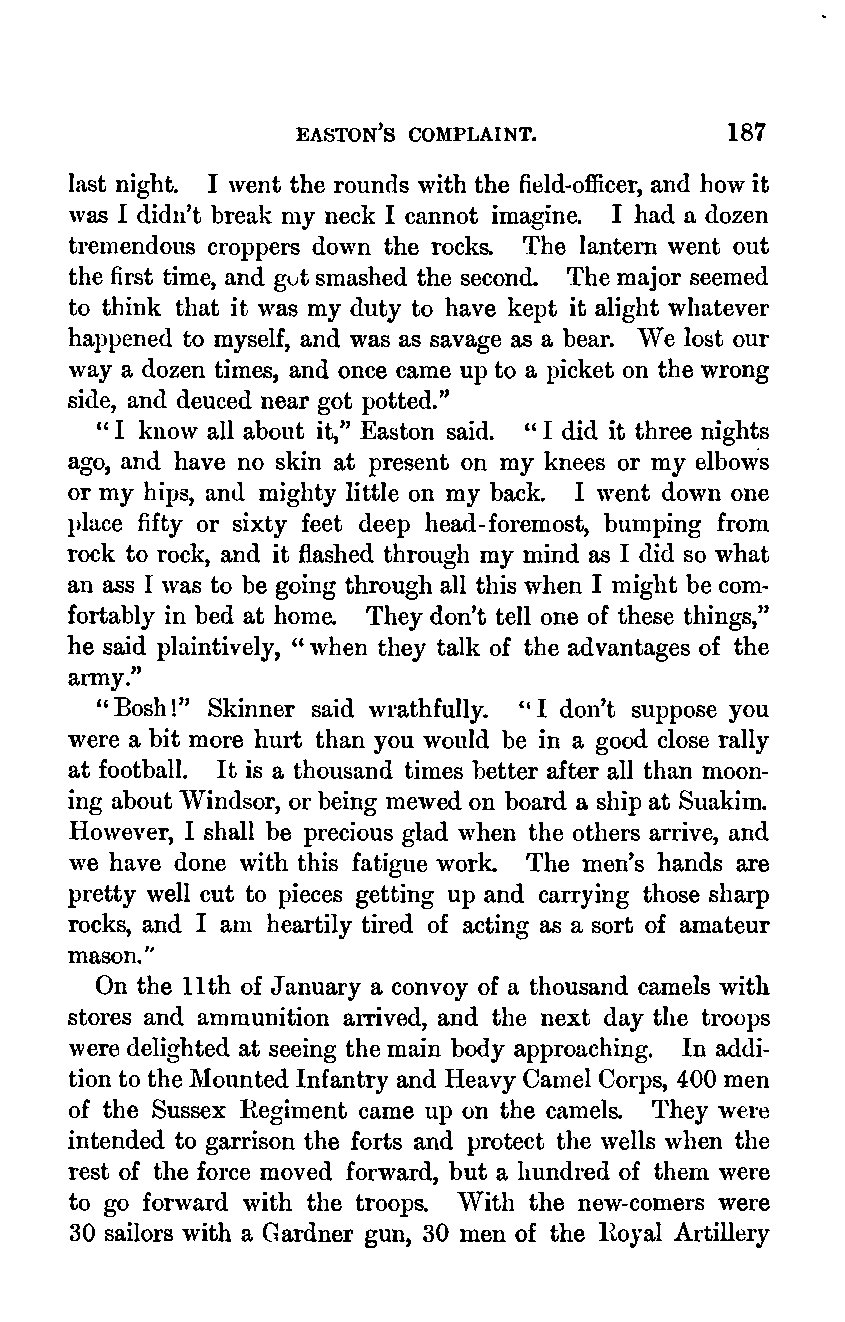 EASTON'S COMPLAINT. 187
last night. I went the rounds with the field-officer, and how it
was I didn't break my neck I cannot imagine. I had a dozen
tremendous croppers down the rocks. The lantern went out
the first time, and got smashed the second. The major seemed
to think that it was my duty to have kept it alight whatever
happened to myself, and was as savage as a bear. We lost our
way a dozen times, and once came up to a picket on the wrong
side, and deuced near got potted."
"I know all about it," Easton said. "I did it three nights
ago, and have no skin at present on my knees or my elbows
or my hips, and mighty little on my back. I went down one
place fifty or sixty feet deep head-foremost, bumping from
rock to rock, and it flashed through my mind as I did so what
an ass I was to be going through all this when I might be com-
fortably in bed at home. They don't tell one of these things,"
he said plaintively, "when they talk of the advantages of the
army."
"Bosh!" Skinner said wrathfully. "I don't suppose you
were a bit more hurt than you would be in a good close rally
at football. It is a thousand times better after all than moon-
ing about Windsor, or being mewed on board a ship at Suakim.
However, I shall be precious glad when the others arrive, and
we have done with this fatigue work. The men's hands are
pretty well cut to pieces getting up and carrying those sharp
rocks, and I am heartily tired of acting as a sort of amateur
mason."
On the 11th of January a convoy of a thousand camels with
stores and ammunition arrived, and the next day the troops
were delighted at seeing the main body approaching. In addi-
tion to the Mounted Infantry and Heavy Camel Corps, 400 men
of the Sussex Regiment came up on the camels. They were
intended to garrison the forts and protect the wells when the
rest of the force moved forward, but a hundred of them were
to go forward with the troops. With the new-comers were
30 sailors with a Gardner gun, 30 men of the Royal Artillery